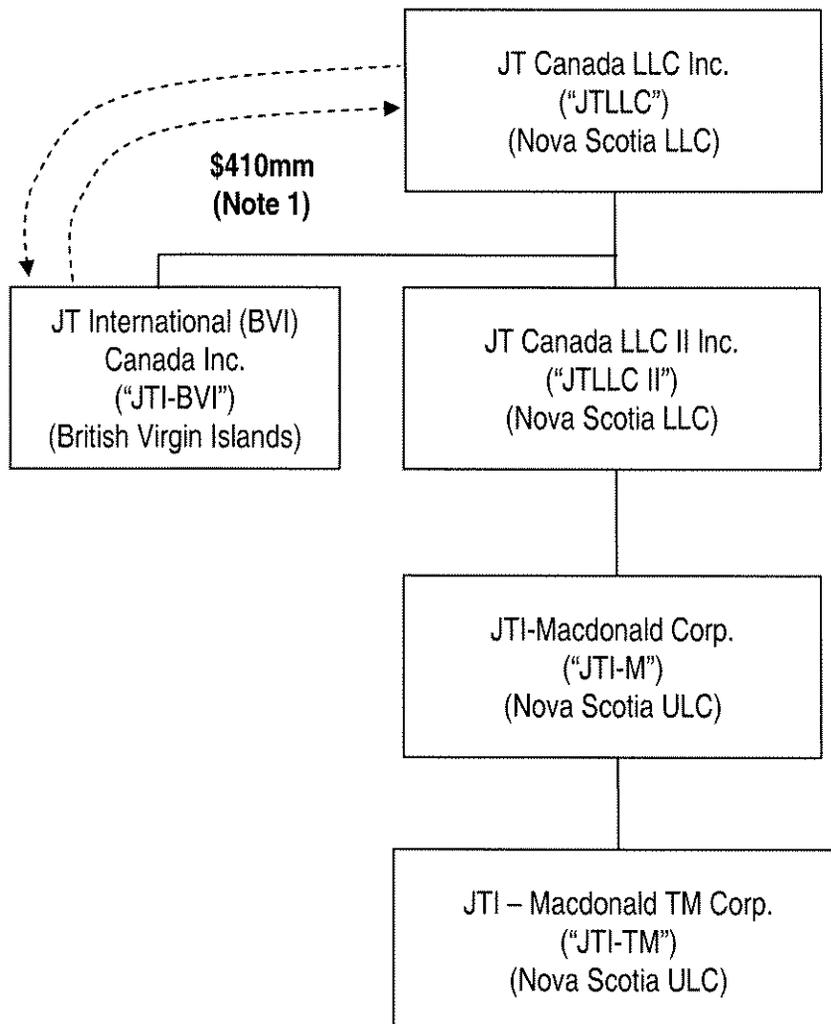 JT Canada LLC Inc.
("JTLLC")
(Nova Scotia LLC)
$410mm
(Note 1)
JT International (BVI)
Canada Inc.
("JTI-BVI")
(British Virgin Islands)
JT Canada LLC II Inc.
("JTLLC II")
(Nova Scotia LLC)
JTI-Macdonald Corp.
("JTI-M")
(Nova Scotia ULC)
JTI – Macdonald TM Corp.
("JTI-TM")
(Nova Scotia ULC)